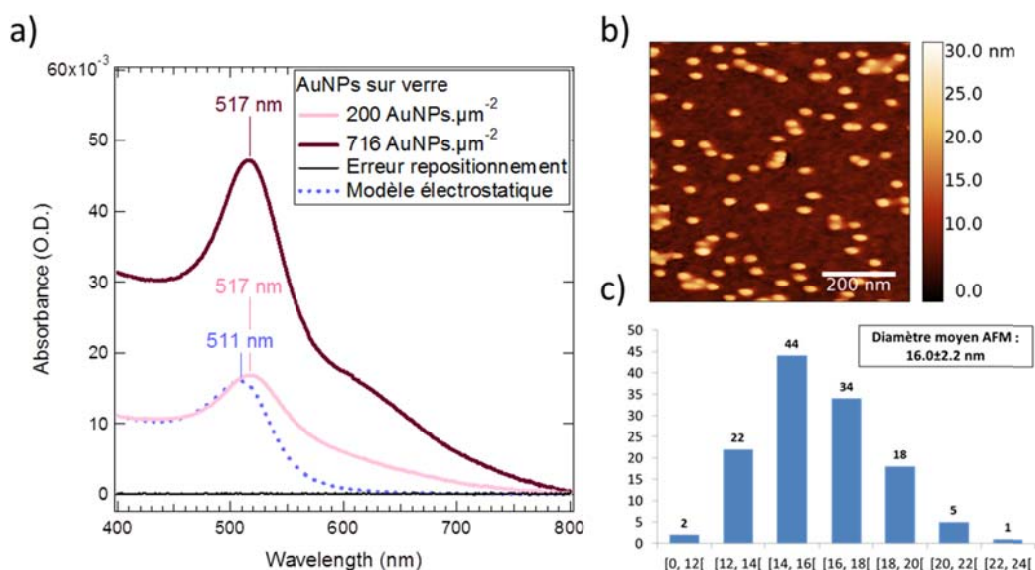 a)
60x10⁻³
50
40
30
20
10
0
Absorbance (O.D.)
400
500
600
700
800
Wavelength (nm)
517 nm
517 nm
511 nm
AuNPs sur verre
200 AuNPs.µm⁻²
716 AuNPs.µm⁻²
Erreur repositionnement
Modèle électrostatique
b)
200 nm
30.0 nm
25.0
20.0
15.0
10.0
0.0
c)
Diamètre moyen AFM :
16.0±2.2 nm
50
45
40
35
30
25
20
15
10
5
0
2
22
44
34
18
5
1
[0, 12[ [12, 14[ [14, 16[ [16, 18[ [18, 20[ [20, 22[ [22, 24[